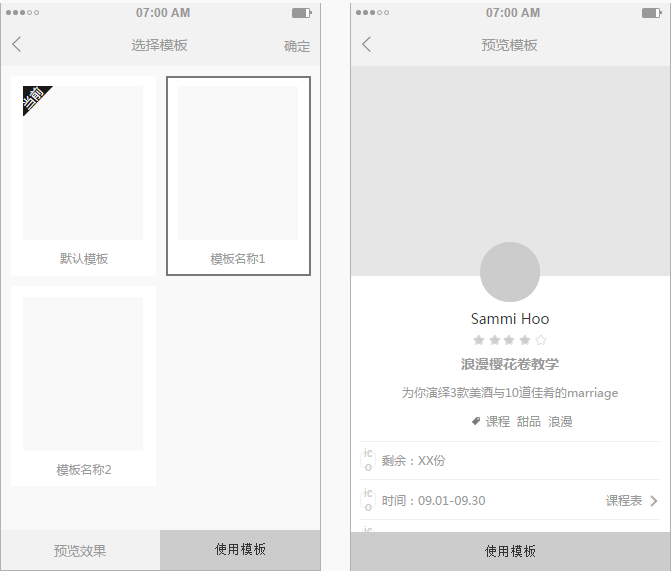 07:00 AM
选择模板
确定
当前
默认模板
模板名称1
模板名称2
预览效果
使用模板
07:00 AM
预览模板
Sammi Hoo
浪漫樱花卷教学
为你演绎3款美酒与10道佳肴的marriage
课程 甜品 浪漫
ic
o
剩余：XX份
ic
o
时间：09.01-09.30
课程表
ic
使用模板